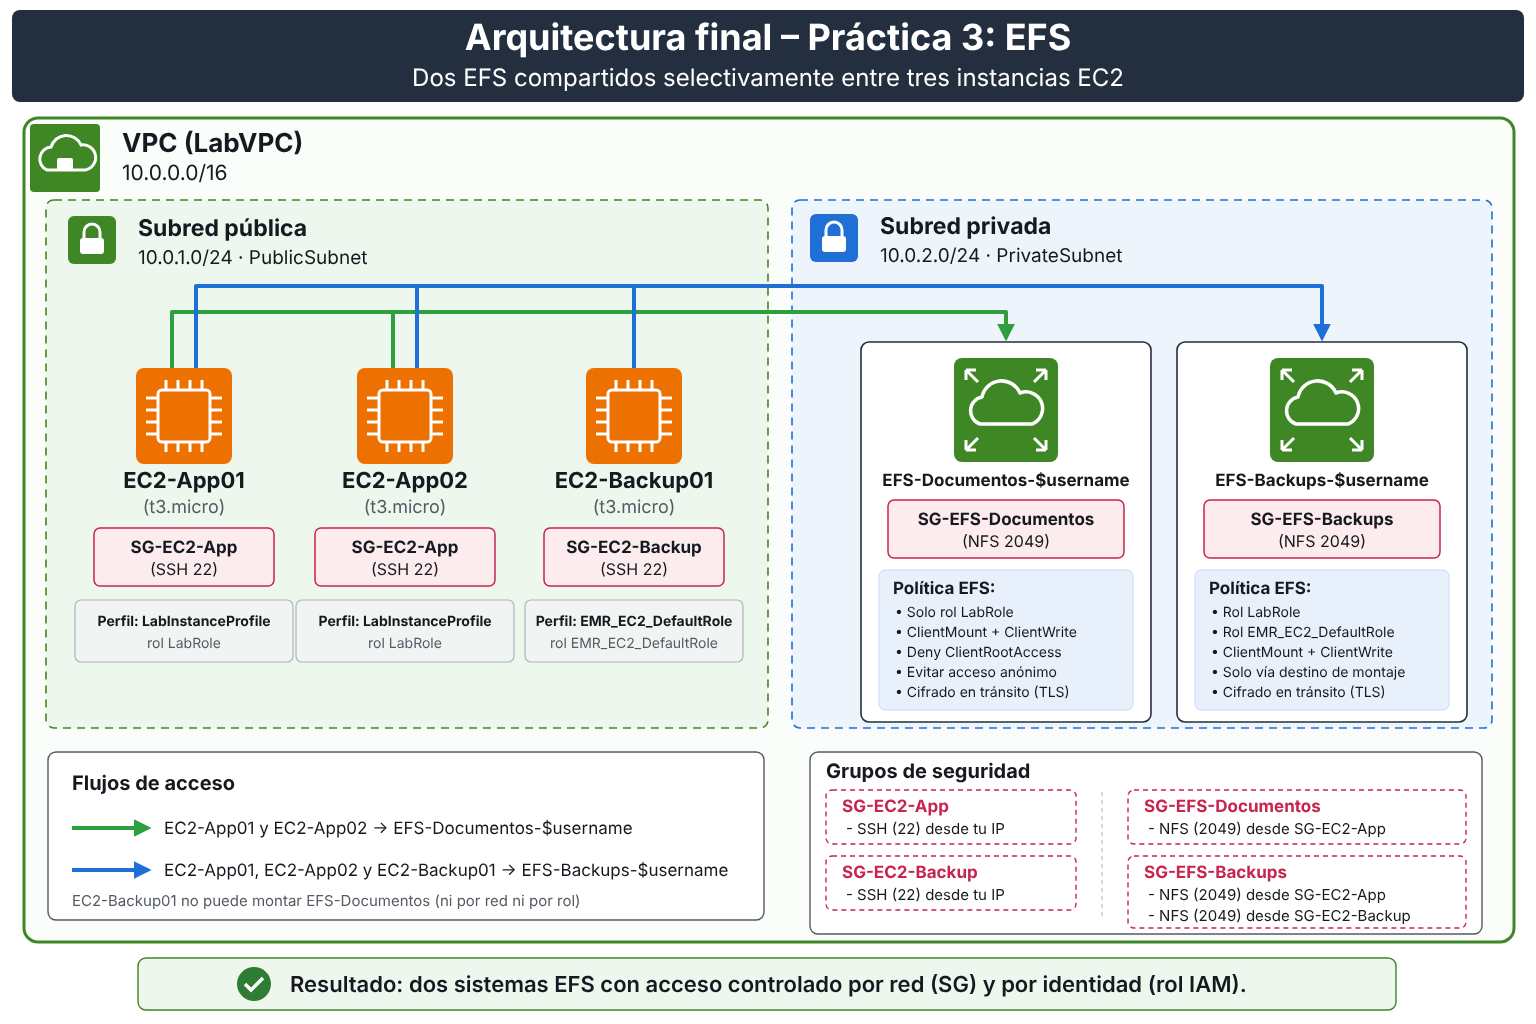 Arquitectura final – Práctica 3: EFS
Dos EFS compartidos selectivamente entre tres instancias EC2
VPC (LabVPC)
10.0.0.0/16
Subred pública
10.0.1.0/24 · PublicSubnet
EC2-App01
(t3.micro)
SG-EC2-App
(SSH 22)
Perfil: LabInstanceProfile
rol LabRole
EC2-App02
(t3.micro)
SG-EC2-App
(SSH 22)
Perfil: LabInstanceProfile
rol LabRole
EC2-Backup01
(t3.micro)
SG-EC2-Backup
(SSH 22)
Perfil: EMR_EC2_DefaultRole
rol EMR_EC2_DefaultRole
Subred privada
10.0.2.0/24 · PrivateSubnet
EFS-Documentos-$username
SG-EFS-Documentos
(NFS 2049)
Política EFS:
• Solo rol LabRole
• ClientMount + ClientWrite
• Deny ClientRootAccess
• Evitar acceso anónimo
• Cifrado en tránsito (TLS)
EFS-Backups-$username
SG-EFS-Backups
(NFS 2049)
Política EFS:
• Rol LabRole
• Rol EMR_EC2_DefaultRole
• ClientMount + ClientWrite
• Solo vía destino de montaje
• Cifrado en tránsito (TLS)
Flujos de acceso
EC2-App01 y EC2-App02 → EFS-Documentos-$username
EC2-App01, EC2-App02 y EC2-Backup01 → EFS-Backups-$username
EC2-Backup01 no puede montar EFS-Documentos (ni por red ni por rol)
Grupos de seguridad
SG-EC2-App
- SSH (22) desde tu IP
SG-EC2-Backup
- SSH (22) desde tu IP
SG-EFS-Documentos
- NFS (2049) desde SG-EC2-App
SG-EFS-Backups
- NFS (2049) desde SG-EC2-App
- NFS (2049) desde SG-EC2-Backup
Resultado: dos sistemas EFS con acceso controlado por red (SG) y por identidad (rol IAM).